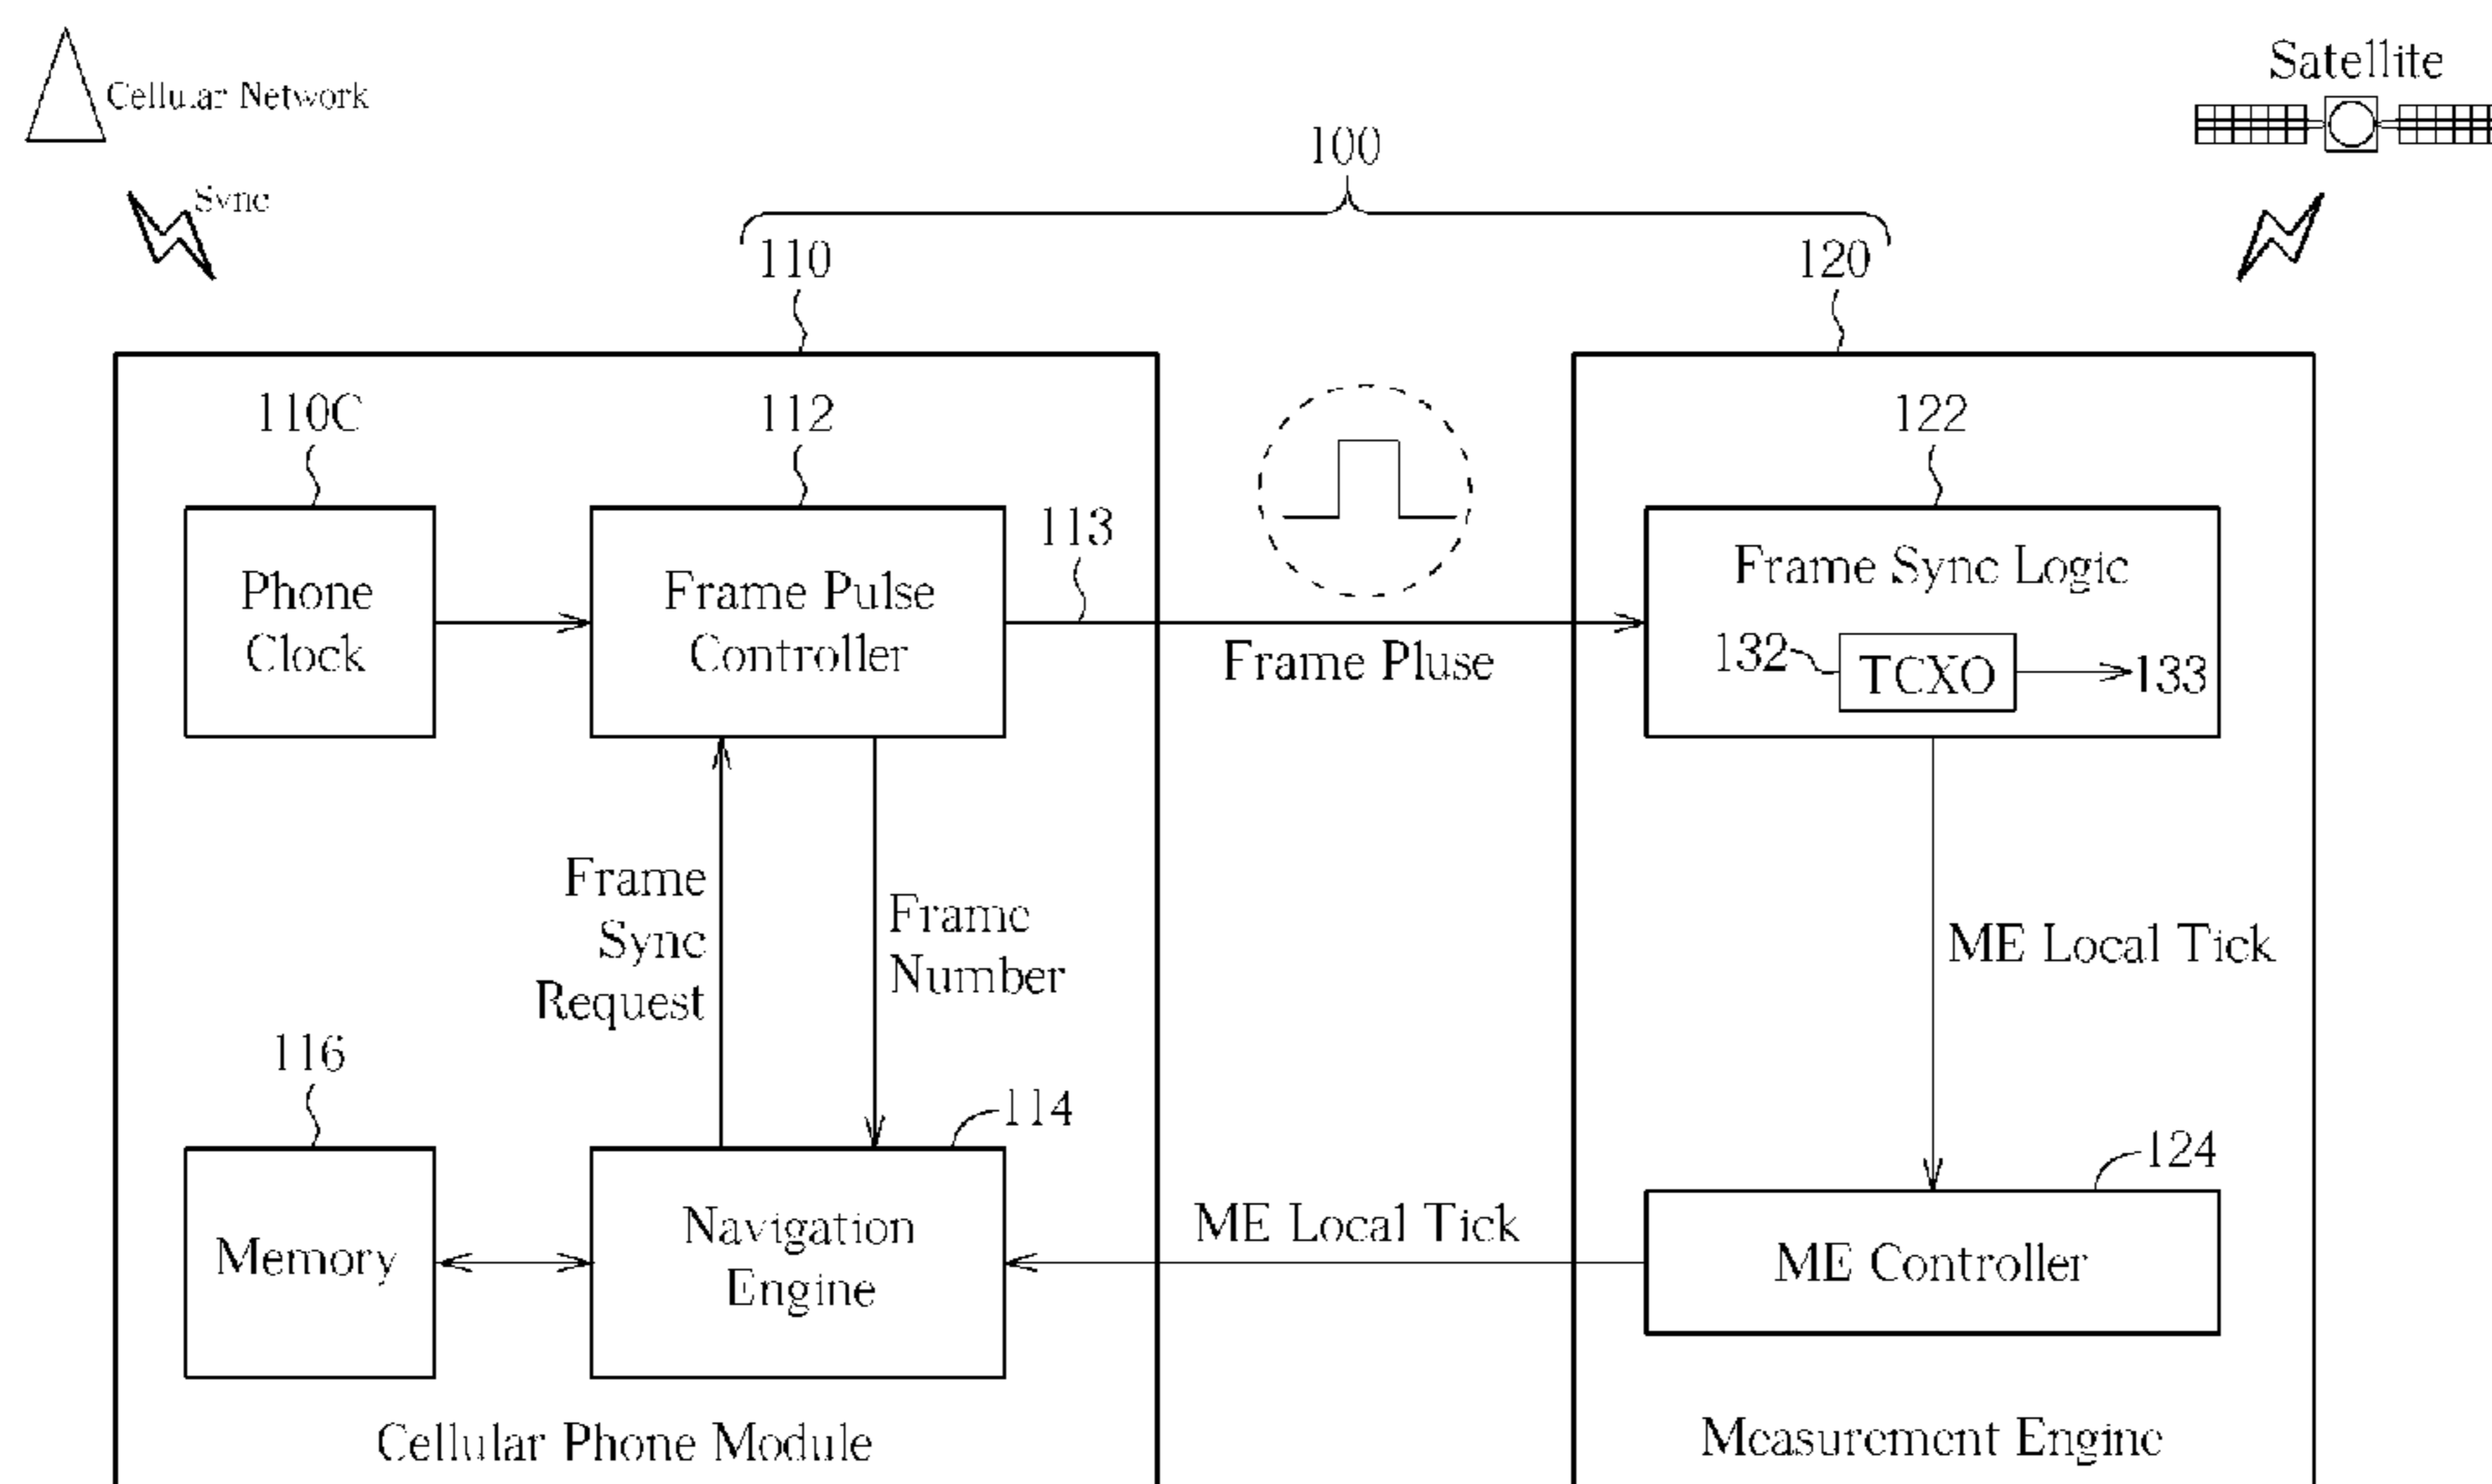 Cellular Network
Satellite
Sync
100
110
120
110C
112
122
113
Phone
Clock
Frame Pulse
Controller
Frame Pluse
Frame Sync Logic
132
TCXO
133
Frame
Sync
Request
Frame
Number
ME Local Tick
116
114
124
Memory
Navigation
Engine
ME Local Tick
ME Controller
Cellular Phone Module
Measurement Engine